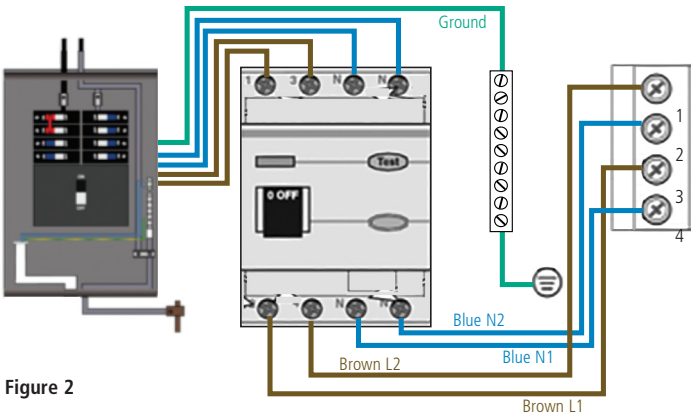 Ground
1 3 N N
Test
0 OFF
1
2
3
4
N N
Blue N2
Blue N1
Brown L2
Brown L1
Figure 2